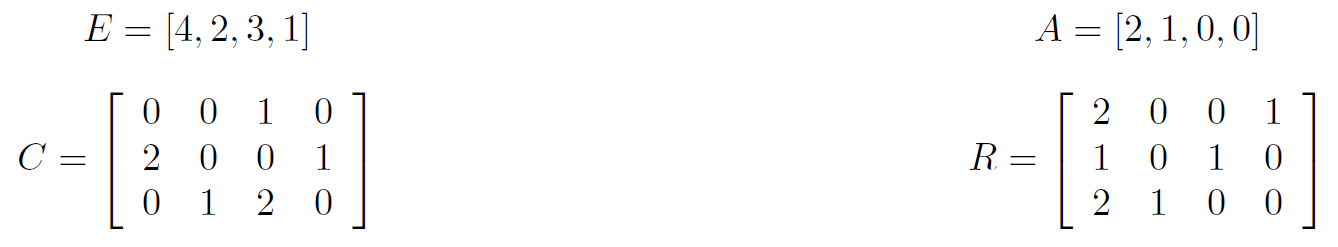 E = [4, 2, 3, 1] A = [2, 1, 0, 0]
C = [ 0 0 1 0 R = [ 2 0 0 1
2 0 0 1 1 0 1 0
0 1 2 0 ] 2 1 0 0 ]